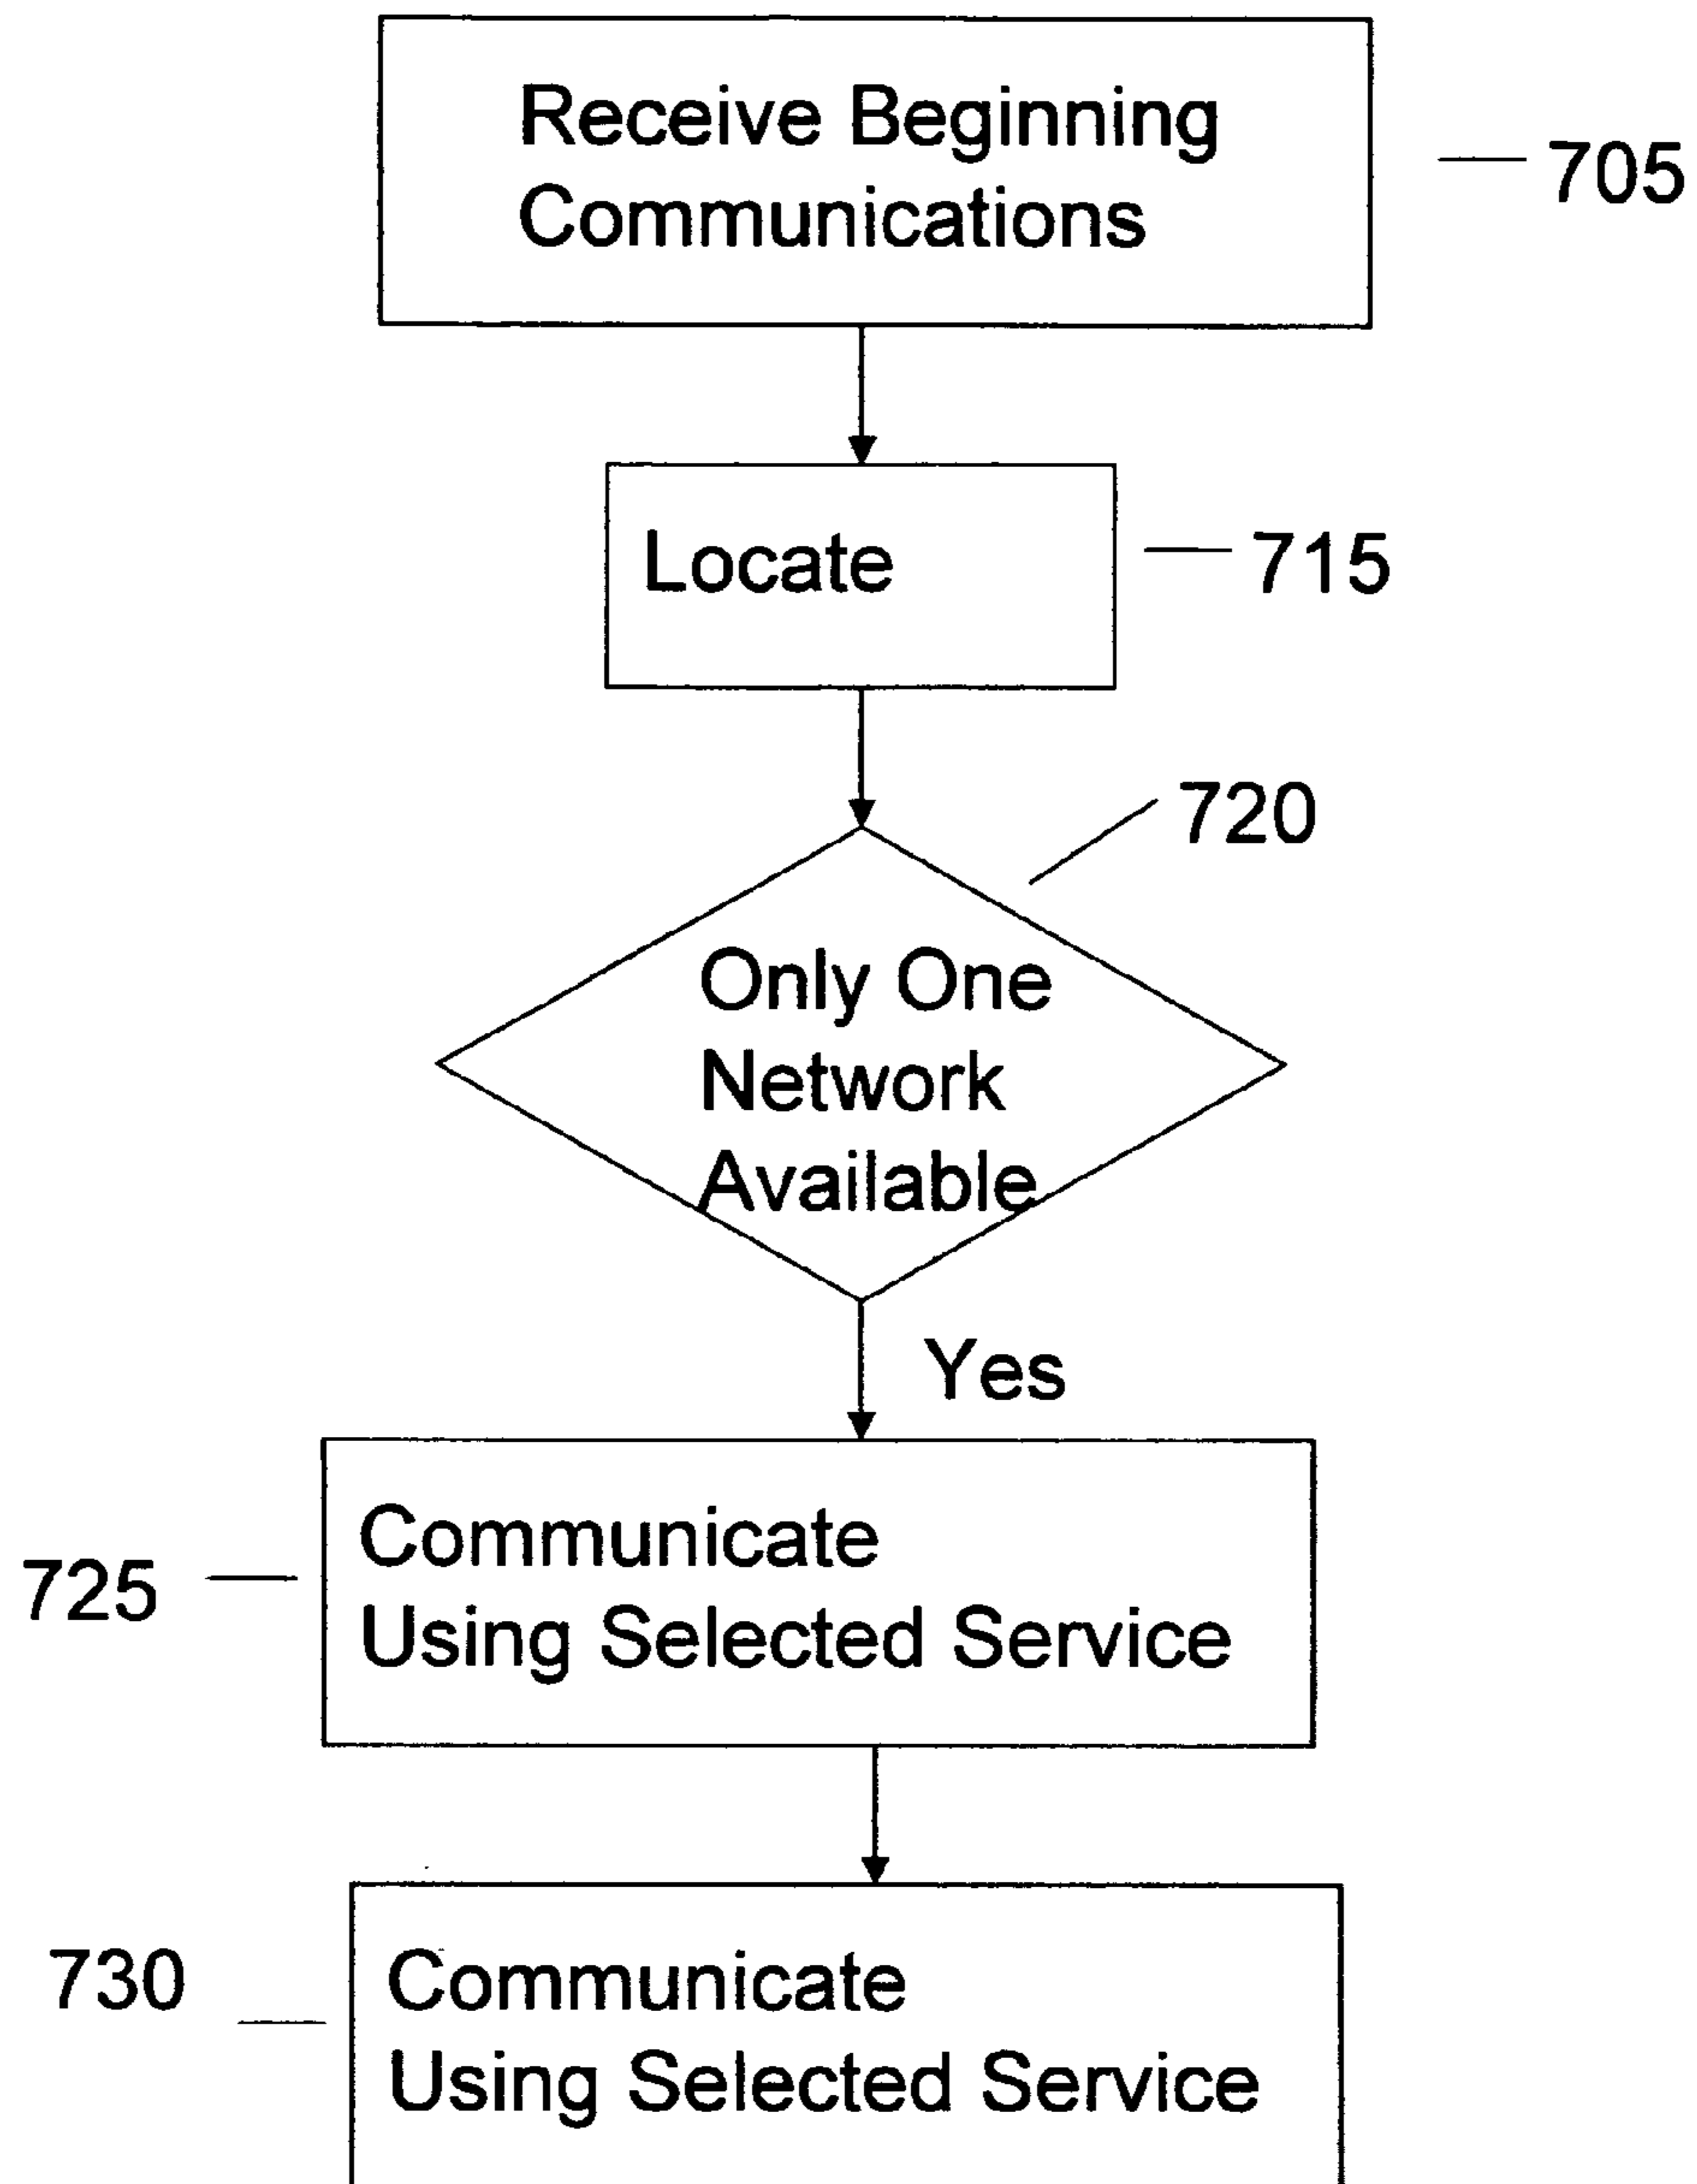 Receive Beginning
Communications
705
Locate
715
720
Only One
Network
Available
Yes
Communicate
Using Selected Service
725
730
Communicate
Using Selected Service